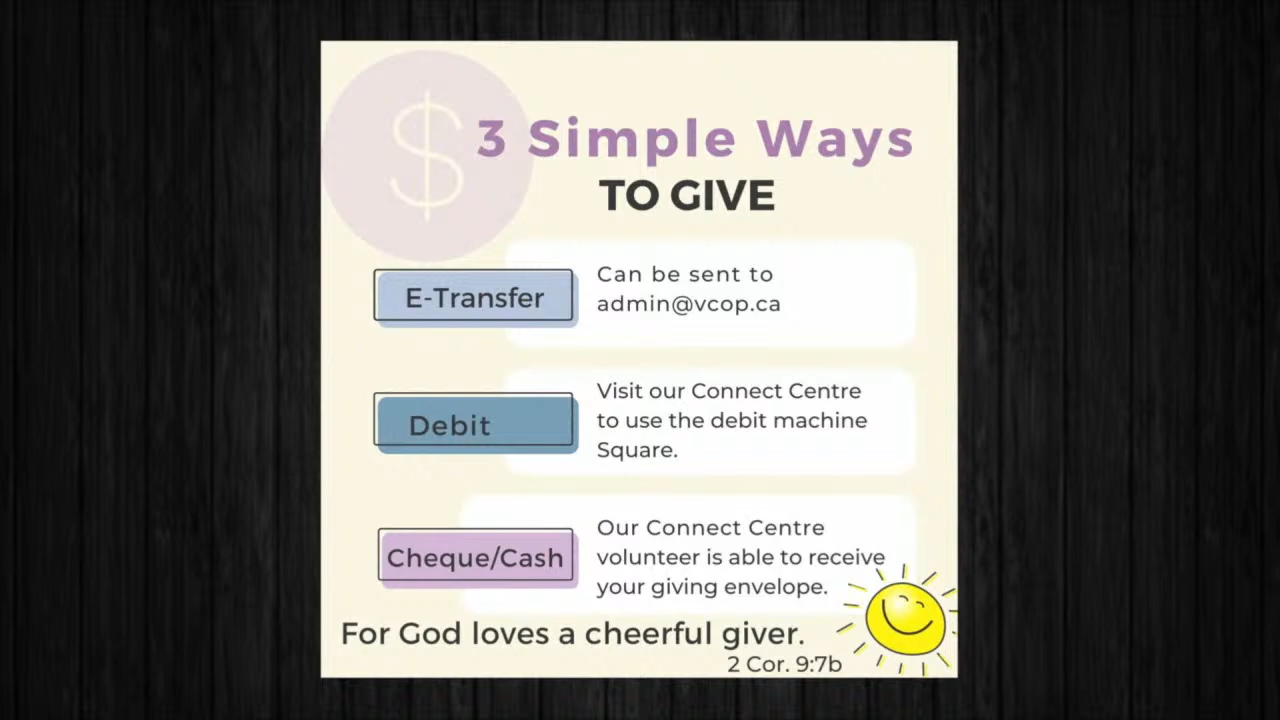 $
3 Simple Ways
TO GIVE
E-Transfer
Can be sent to
admin@vcop.ca
Debit
Visit our Connect Centre
to use the debit machine
Square.
Cheque/Cash
Our Connect Centre
volunteer is able to receive
your giving envelope.
For God loves a cheerful giver.
2 Cor. 9:7b